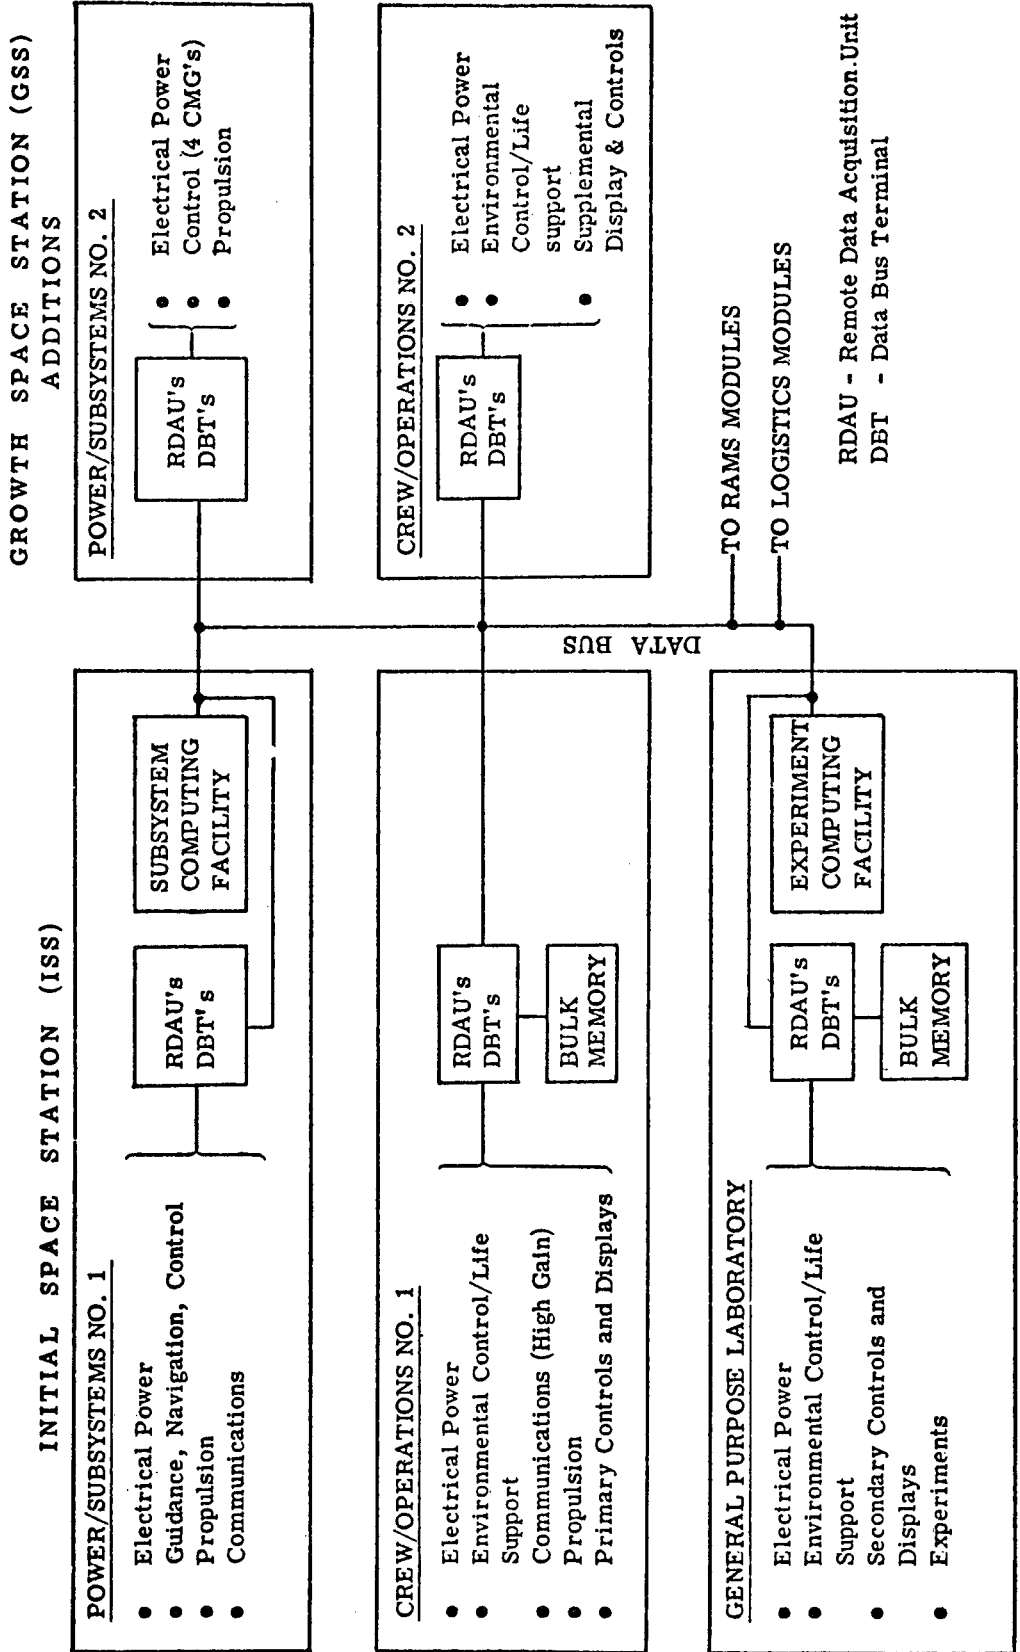 INITIAL SPACE STATION (ISS)
GROWTH SPACE STATION (GSS)
ADDITIONS
POWER/SUBSYSTEMS NO. 1
● Electrical Power
● Guidance, Navigation, Control
● Propulsion
● Communications
RDAU's
DBT's
SUBSYSTEM
COMPUTING
FACILITY
POWER/SUBSYSTEMS NO. 2
RDAU's
DBT's
● Electrical Power
● Control (4 CMG's)
● Propulsion
CREW/OPERATIONS NO. 1
● Electrical Power
● Environmental Control/Life
Support
● Communications (High Gain)
● Propulsion
● Primary Controls and Displays
RDAU's
DBT's
BULK
MEMORY
CREW/OPERATIONS NO. 2
RDAU's
DBT's
● Electrical Power
● Environmental
Control/Life
support
● Supplemental
Display & Controls
DATA BUS
GENERAL PURPOSE LABORATORY
● Electrical Power
● Environmental Control/Life
Support
● Secondary Controls and
Displays
● Experiments
RDAU's
DBT's
BULK
MEMORY
EXPERIMENT
COMPUTING
FACILITY
TO RAMS MODULES
TO LOGISTICS MODULES
RDAU - Remote Data Acquisition Unit
DBT - Data Bus Terminal